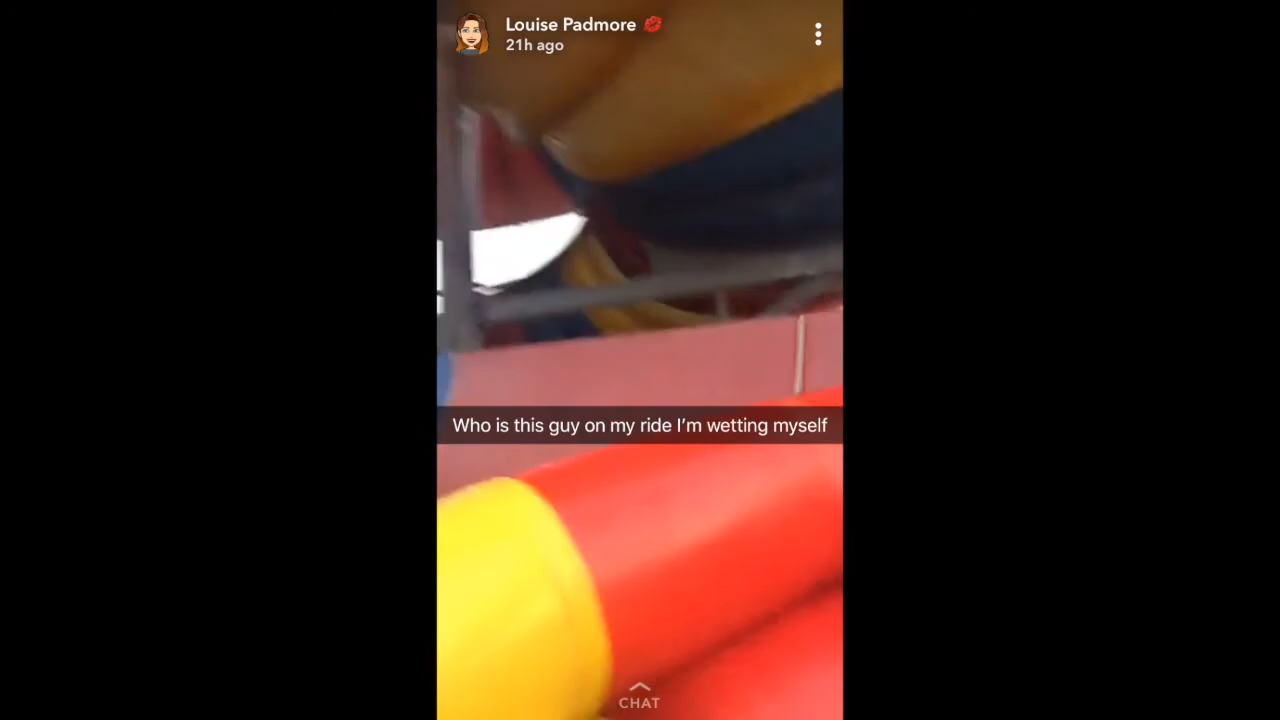 Louise Padmore 💋
21h ago
Who is this guy on my ride I'm wetting myself
CHAT